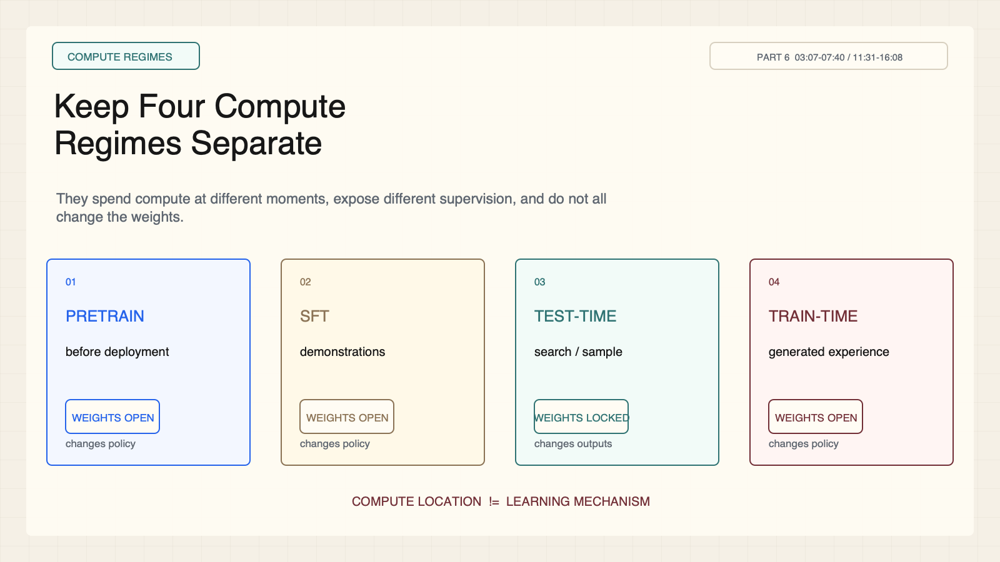 COMPUTE REGIMES
PART 6 03:07-07:40 / 11:31-16:08
Keep Four Compute
Regimes Separate
They spend compute at different moments, expose different supervision, and do not all
change the weights.
01
PRETRAIN
before deployment
WEIGHTS OPEN
changes policy
02
SFT
demonstrations
WEIGHTS OPEN
changes policy
03
TEST-TIME
search / sample
WEIGHTS LOCKED
changes outputs
04
TRAIN-TIME
generated experience
WEIGHTS OPEN
changes policy
COMPUTE LOCATION != LEARNING MECHANISM